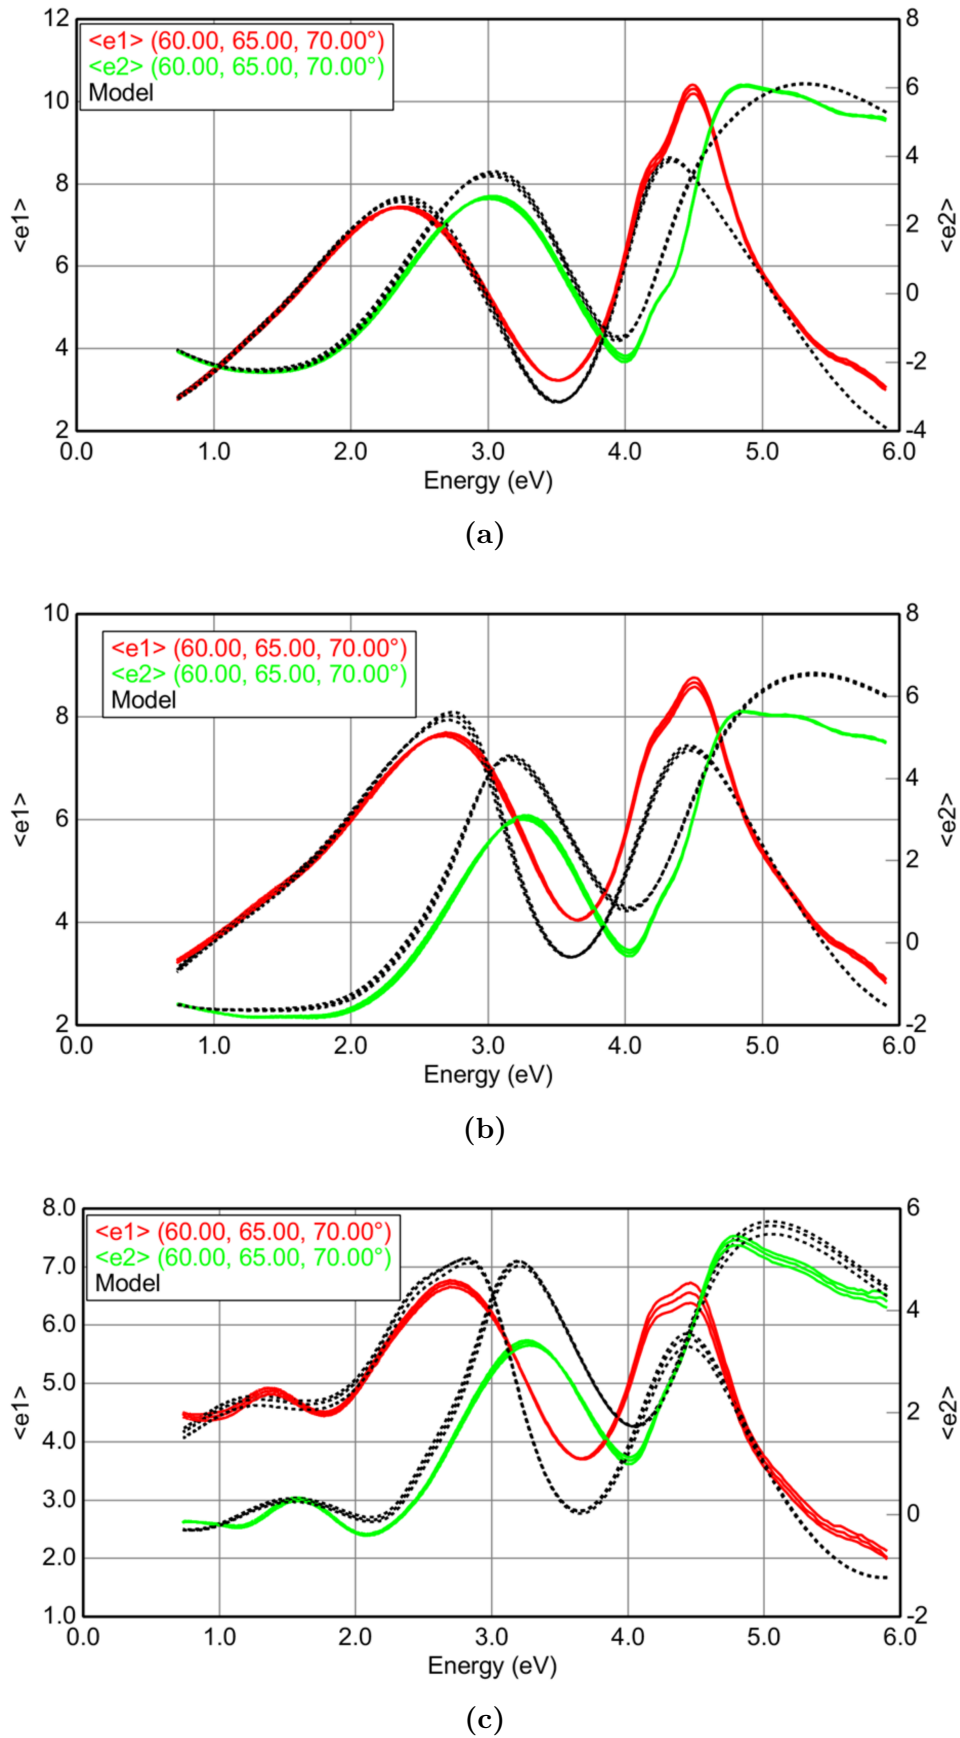 12
10
8
6
4
2
8
6
4
2
0
-2
-4
<e1> (60.00, 65.00, 70.00°)
<e2> (60.00, 65.00, 70.00°)
Model
<e1>
<e2>
0.0 1.0 2.0 3.0 4.0 5.0 6.0
Energy (eV)
(a)
10
8
6
4
2
8
6
4
2
0
-2
<e1> (60.00, 65.00, 70.00°)
<e2> (60.00, 65.00, 70.00°)
Model
<e1>
<e2>
0.0 1.0 2.0 3.0 4.0 5.0 6.0
Energy (eV)
(b)
8.0
7.0
6.0
5.0
4.0
3.0
2.0
1.0
6
4
2
0
-2
<e1> (60.00, 65.00, 70.00°)
<e2> (60.00, 65.00, 70.00°)
Model
<e1>
<e2>
0.0 1.0 2.0 3.0 4.0 5.0 6.0
Energy (eV)
(c)